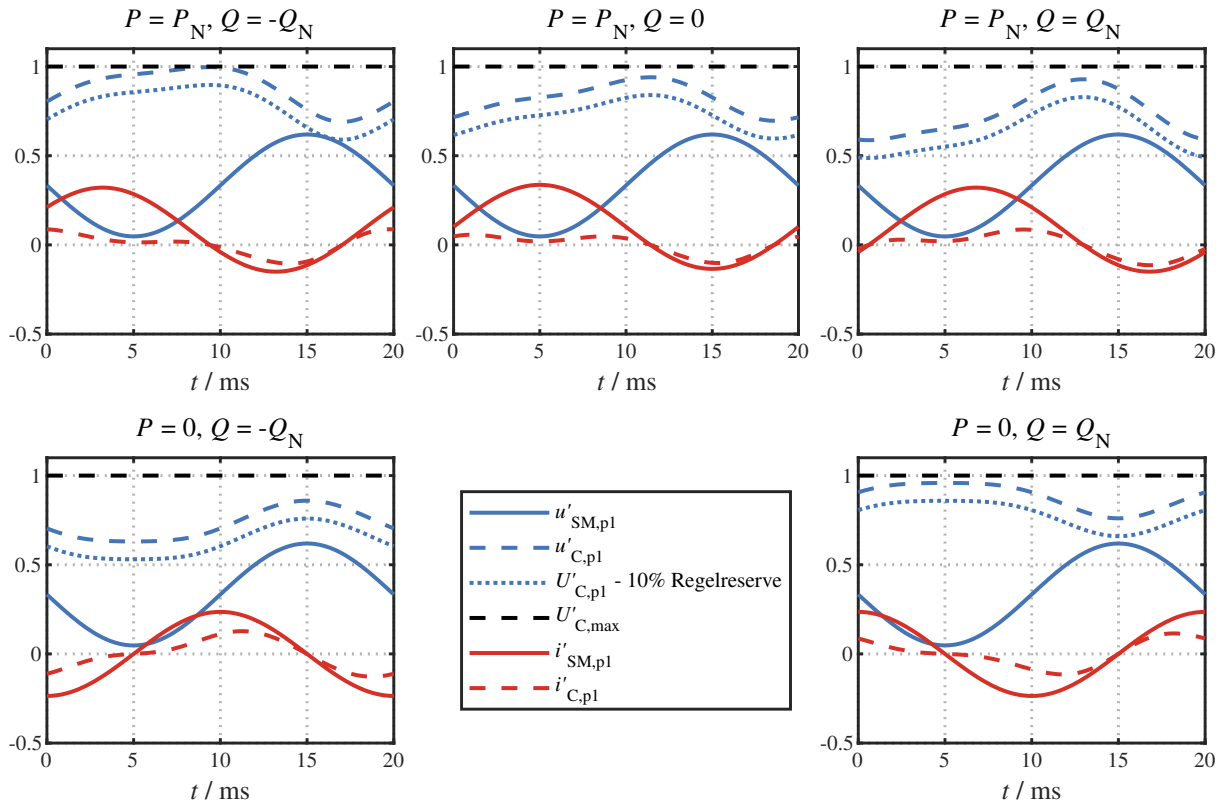 P = P_N, Q = -Q_N
P = P_N, Q = 0
P = P_N, Q = Q_N
1
0.5
0
-0.5
0 5 10 15 20
t / ms
1
0.5
0
-0.5
0 5 10 15 20
t / ms
1
0.5
0
-0.5
0 5 10 15 20
t / ms
P = 0, Q = -Q_N
P = 0, Q = Q_N
1
0.5
0
-0.5
0 5 10 15 20
t / ms
u'_SM,p1
u'_C,p1
U'_C,p1 - 10% Regelreserve
U'_C,max
i'_SM,p1
i'_C,p1
1
0.5
0
-0.5
0 5 10 15 20
t / ms